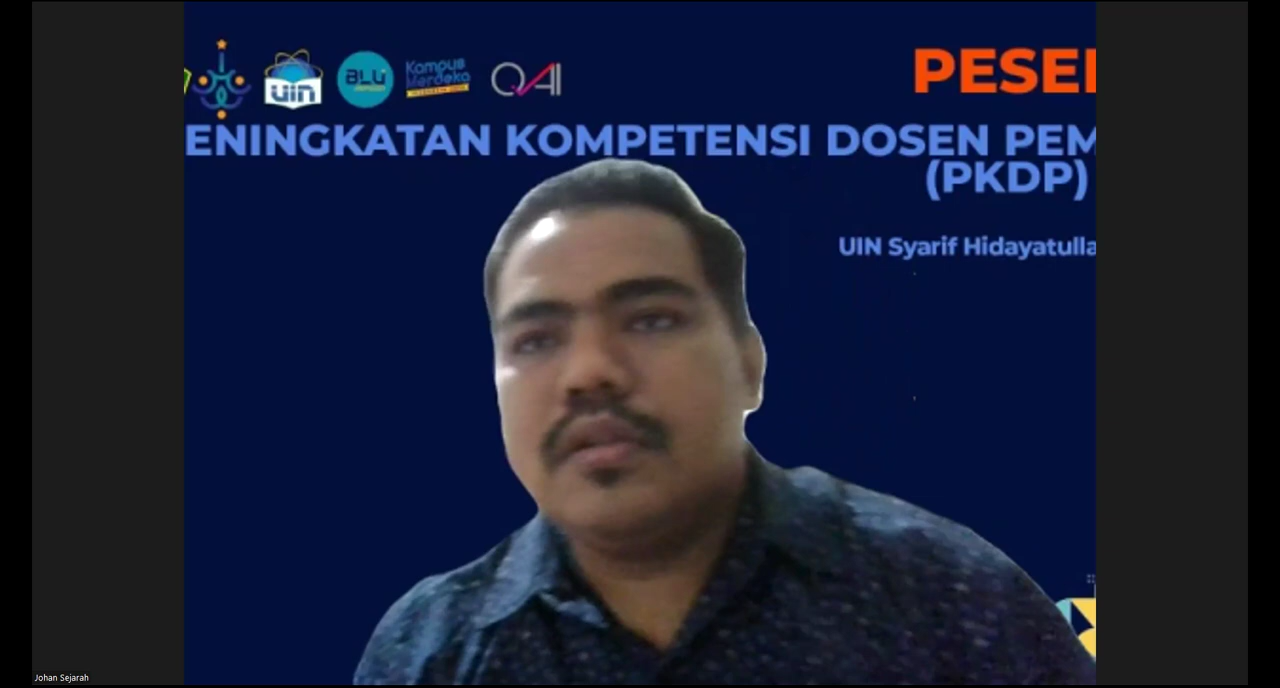 uin
BLU
Kampus
Merdeka
QAI
PESE
ENINGKATAN KOMPETENSI DOSEN PEM
(PKDP)
UIN Syarif Hidayatulla
Johan Sejarah